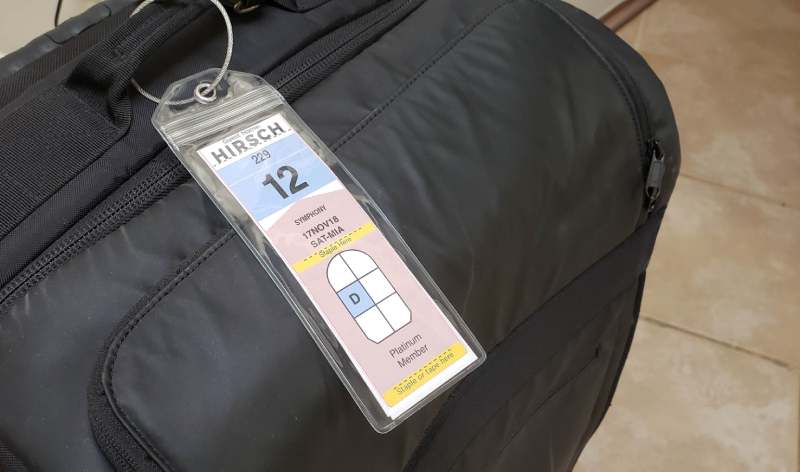 HIRSCH
229
12
SYMPHONY
17NOV18
SAT-MIA
Staple Here
D
Platinum
Member
Staple or tape here